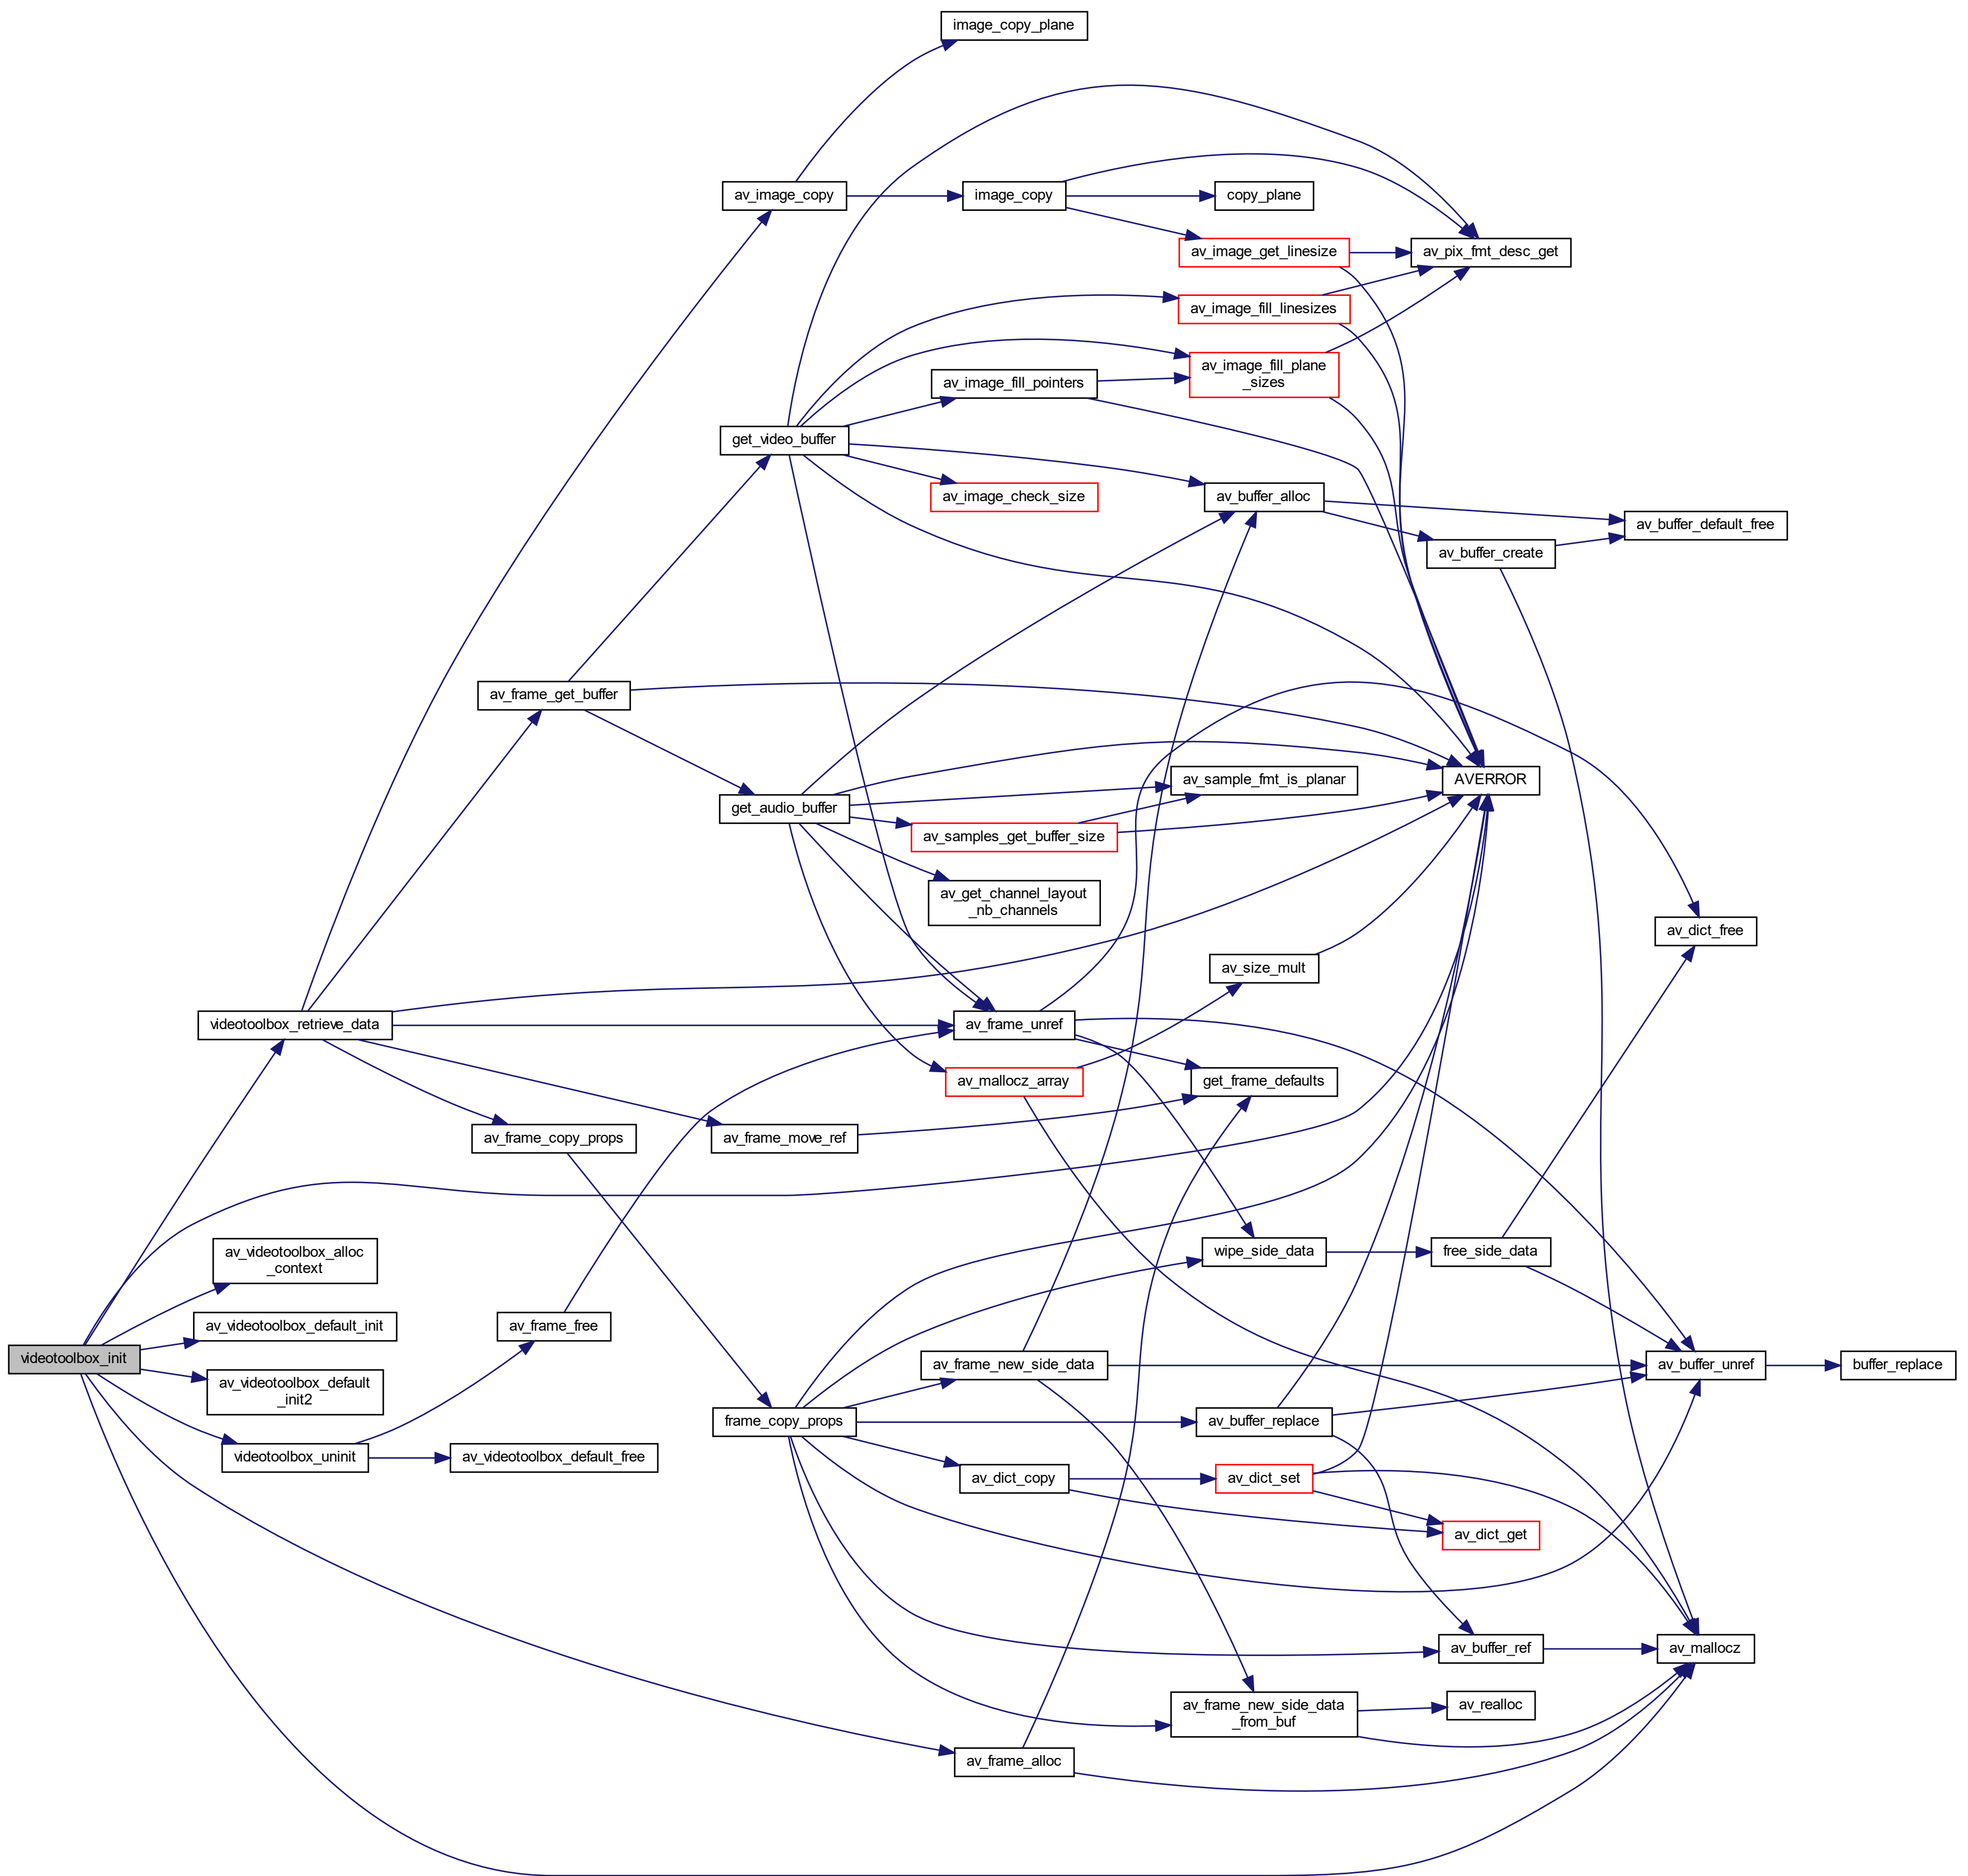 image_copy_plane
av_image_copy
image_copy
copy_plane
av_image_get_linesize
av_pix_fmt_desc_get
av_image_fill_linesizes
av_image_fill_plane
_sizes
av_image_fill_pointers
get_video_buffer
av_image_check_size
av_buffer_alloc
av_buffer_default_free
av_buffer_create
av_frame_get_buffer
get_audio_buffer
av_sample_fmt_is_planar
AVERROR
av_samples_get_buffer_size
av_get_channel_layout
_nb_channels
av_dict_free
av_size_mult
videotoolbox_retrieve_data
av_frame_unref
av_mallocz_array
get_frame_defaults
av_frame_copy_props
av_frame_move_ref
av_videotoolbox_alloc
_context
wipe_side_data
free_side_data
av_videotoolbox_default_init
av_frame_free
videotoolbox_init
av_frame_new_side_data
av_buffer_unref
buffer_replace
av_videotoolbox_default
_init2
frame_copy_props
av_buffer_replace
videotoolbox_uninit
av_videotoolbox_default_free
av_dict_copy
av_dict_set
av_dict_get
av_buffer_ref
av_mallocz
av_frame_new_side_data
_from_buf
av_realloc
av_frame_alloc